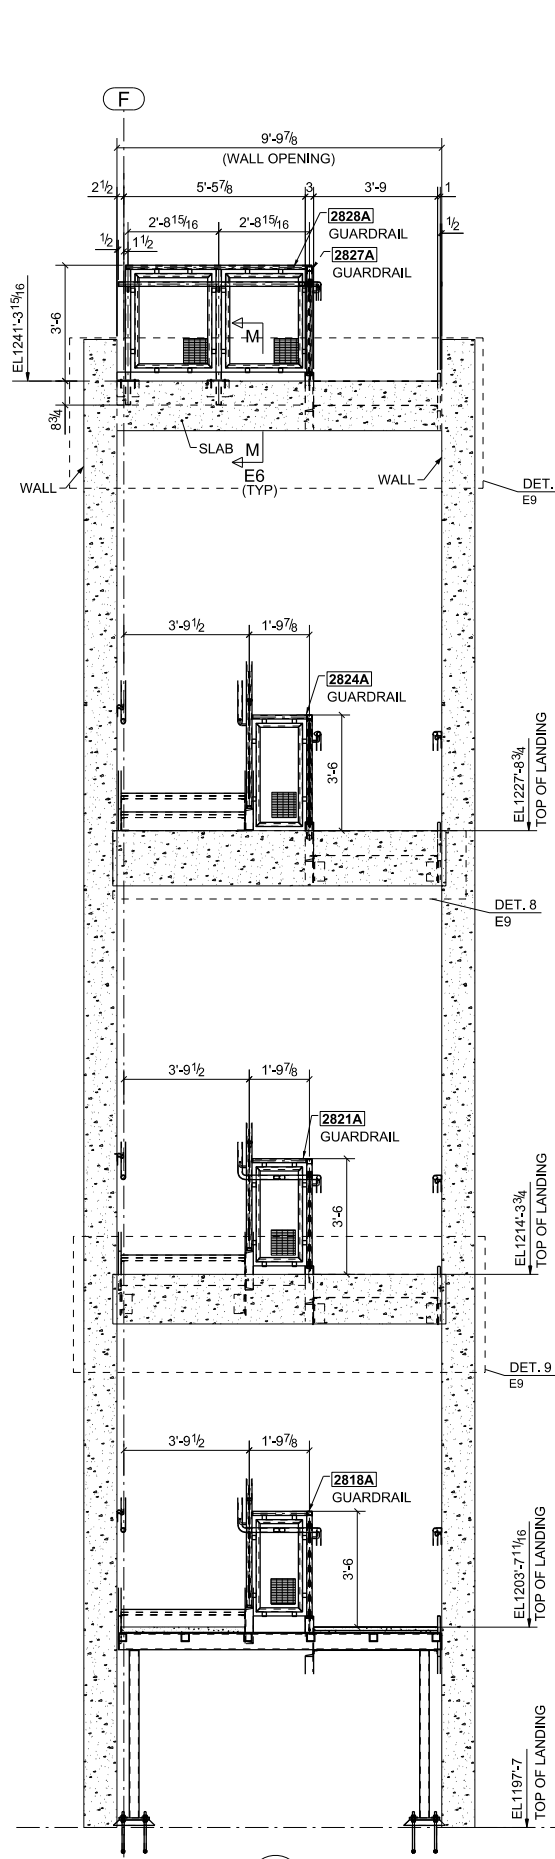 F
9'-9 7/8
(WALL OPENING)
2 1/2
5'-5 7/8
3
3'-9
1
2'-8 15/16
2'-8 15/16
2828A
GUARDRAIL
1/2
1 1/2
1/2
2827A
GUARDRAIL
EL1241'-3 15/16
3'-6
M
8 3/4
SLAB
M
E6
(TYP)
WALL
WALL
DET.
E9
3'-9 1/2
1'-9 7/8
2824A
GUARDRAIL
3'-6
EL1227'-8 3/4
TOP OF LANDING
DET. 8
E9
3'-9 1/2
1'-9 7/8
2821A
GUARDRAIL
3'-6
EL1214'-3 3/4
TOP OF LANDING
DET. 9
E9
3'-9 1/2
1'-9 7/8
2818A
GUARDRAIL
3'-6
EL1203'-7 11/16
TOP OF LANDING
EL1197'-7
TOP OF LANDING